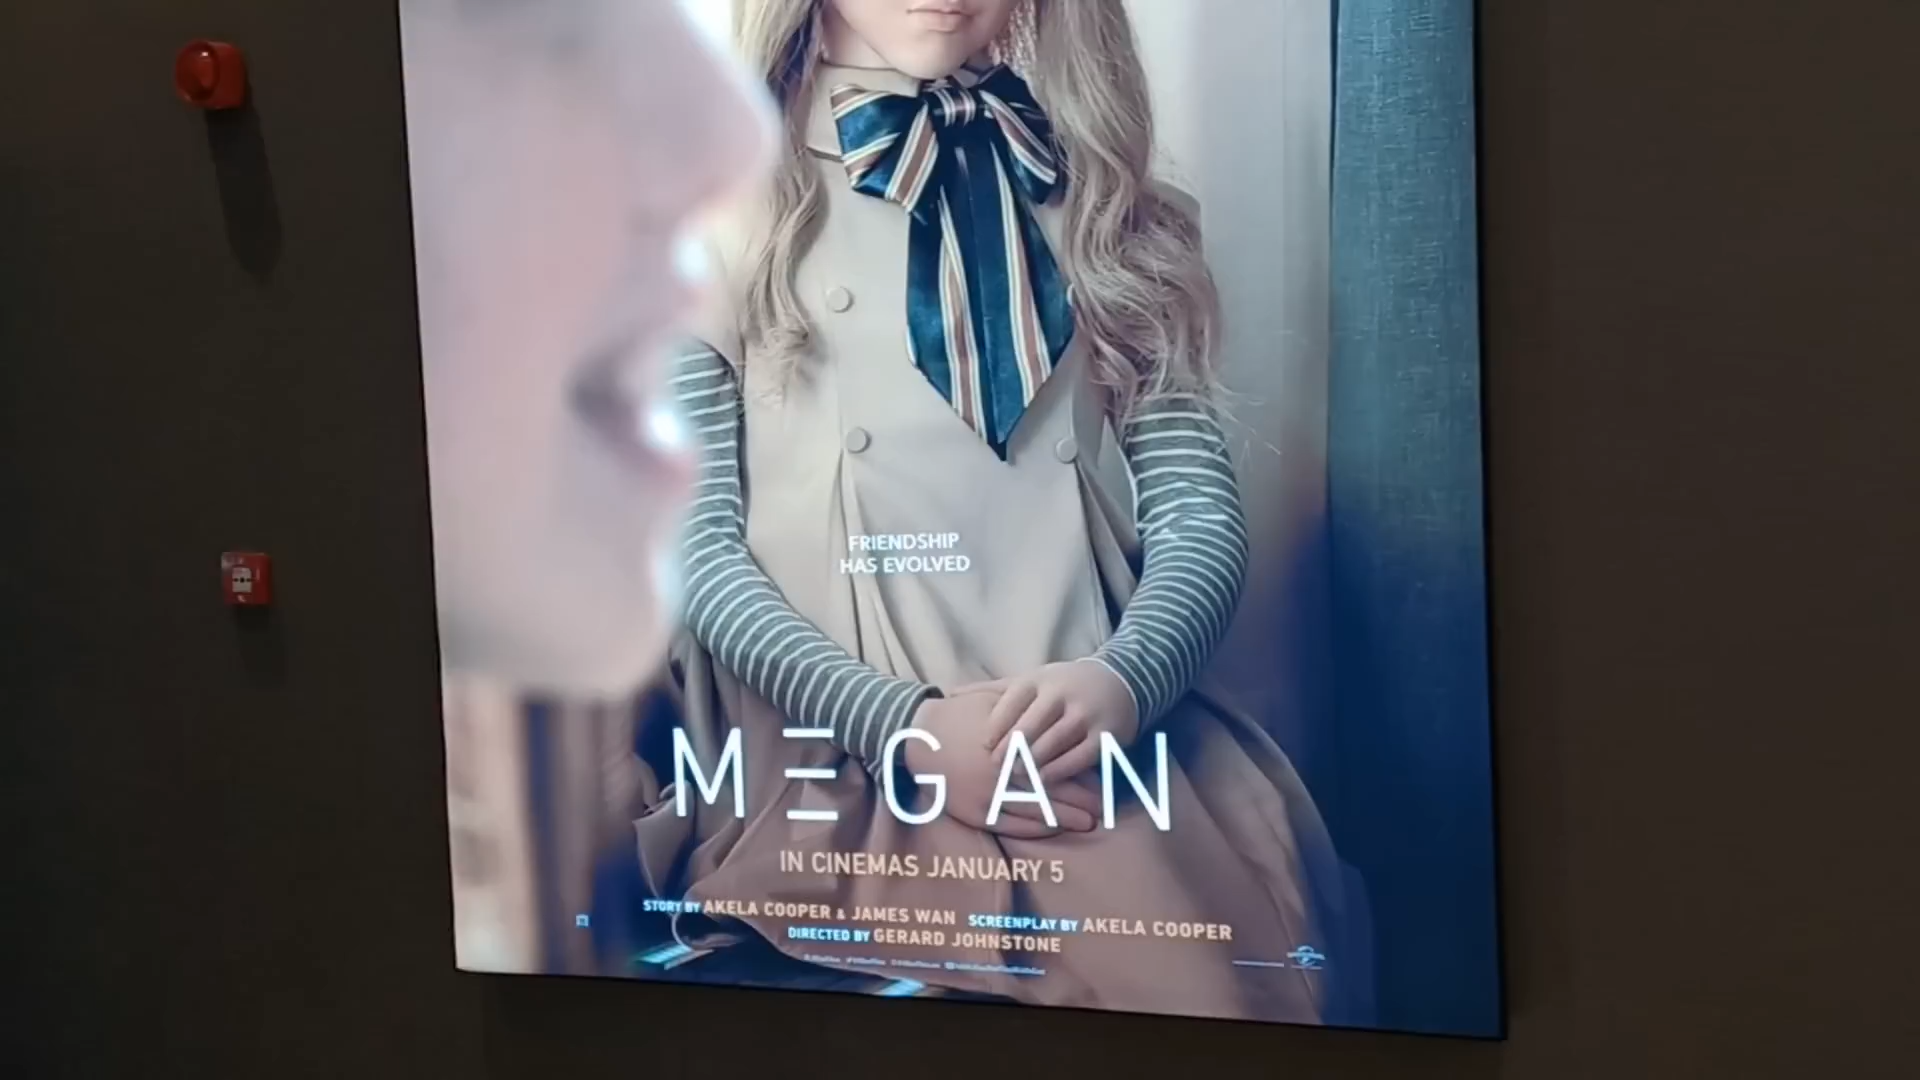 FRIENDSHIP
HAS EVOLVED
MEGAN
IN CINEMAS JANUARY 5
STORY BY AKELA COOPER & JAMES WAN SCREENPLAY BY AKELA COOPER
DIRECTED BY GERARD JOHNSTONE